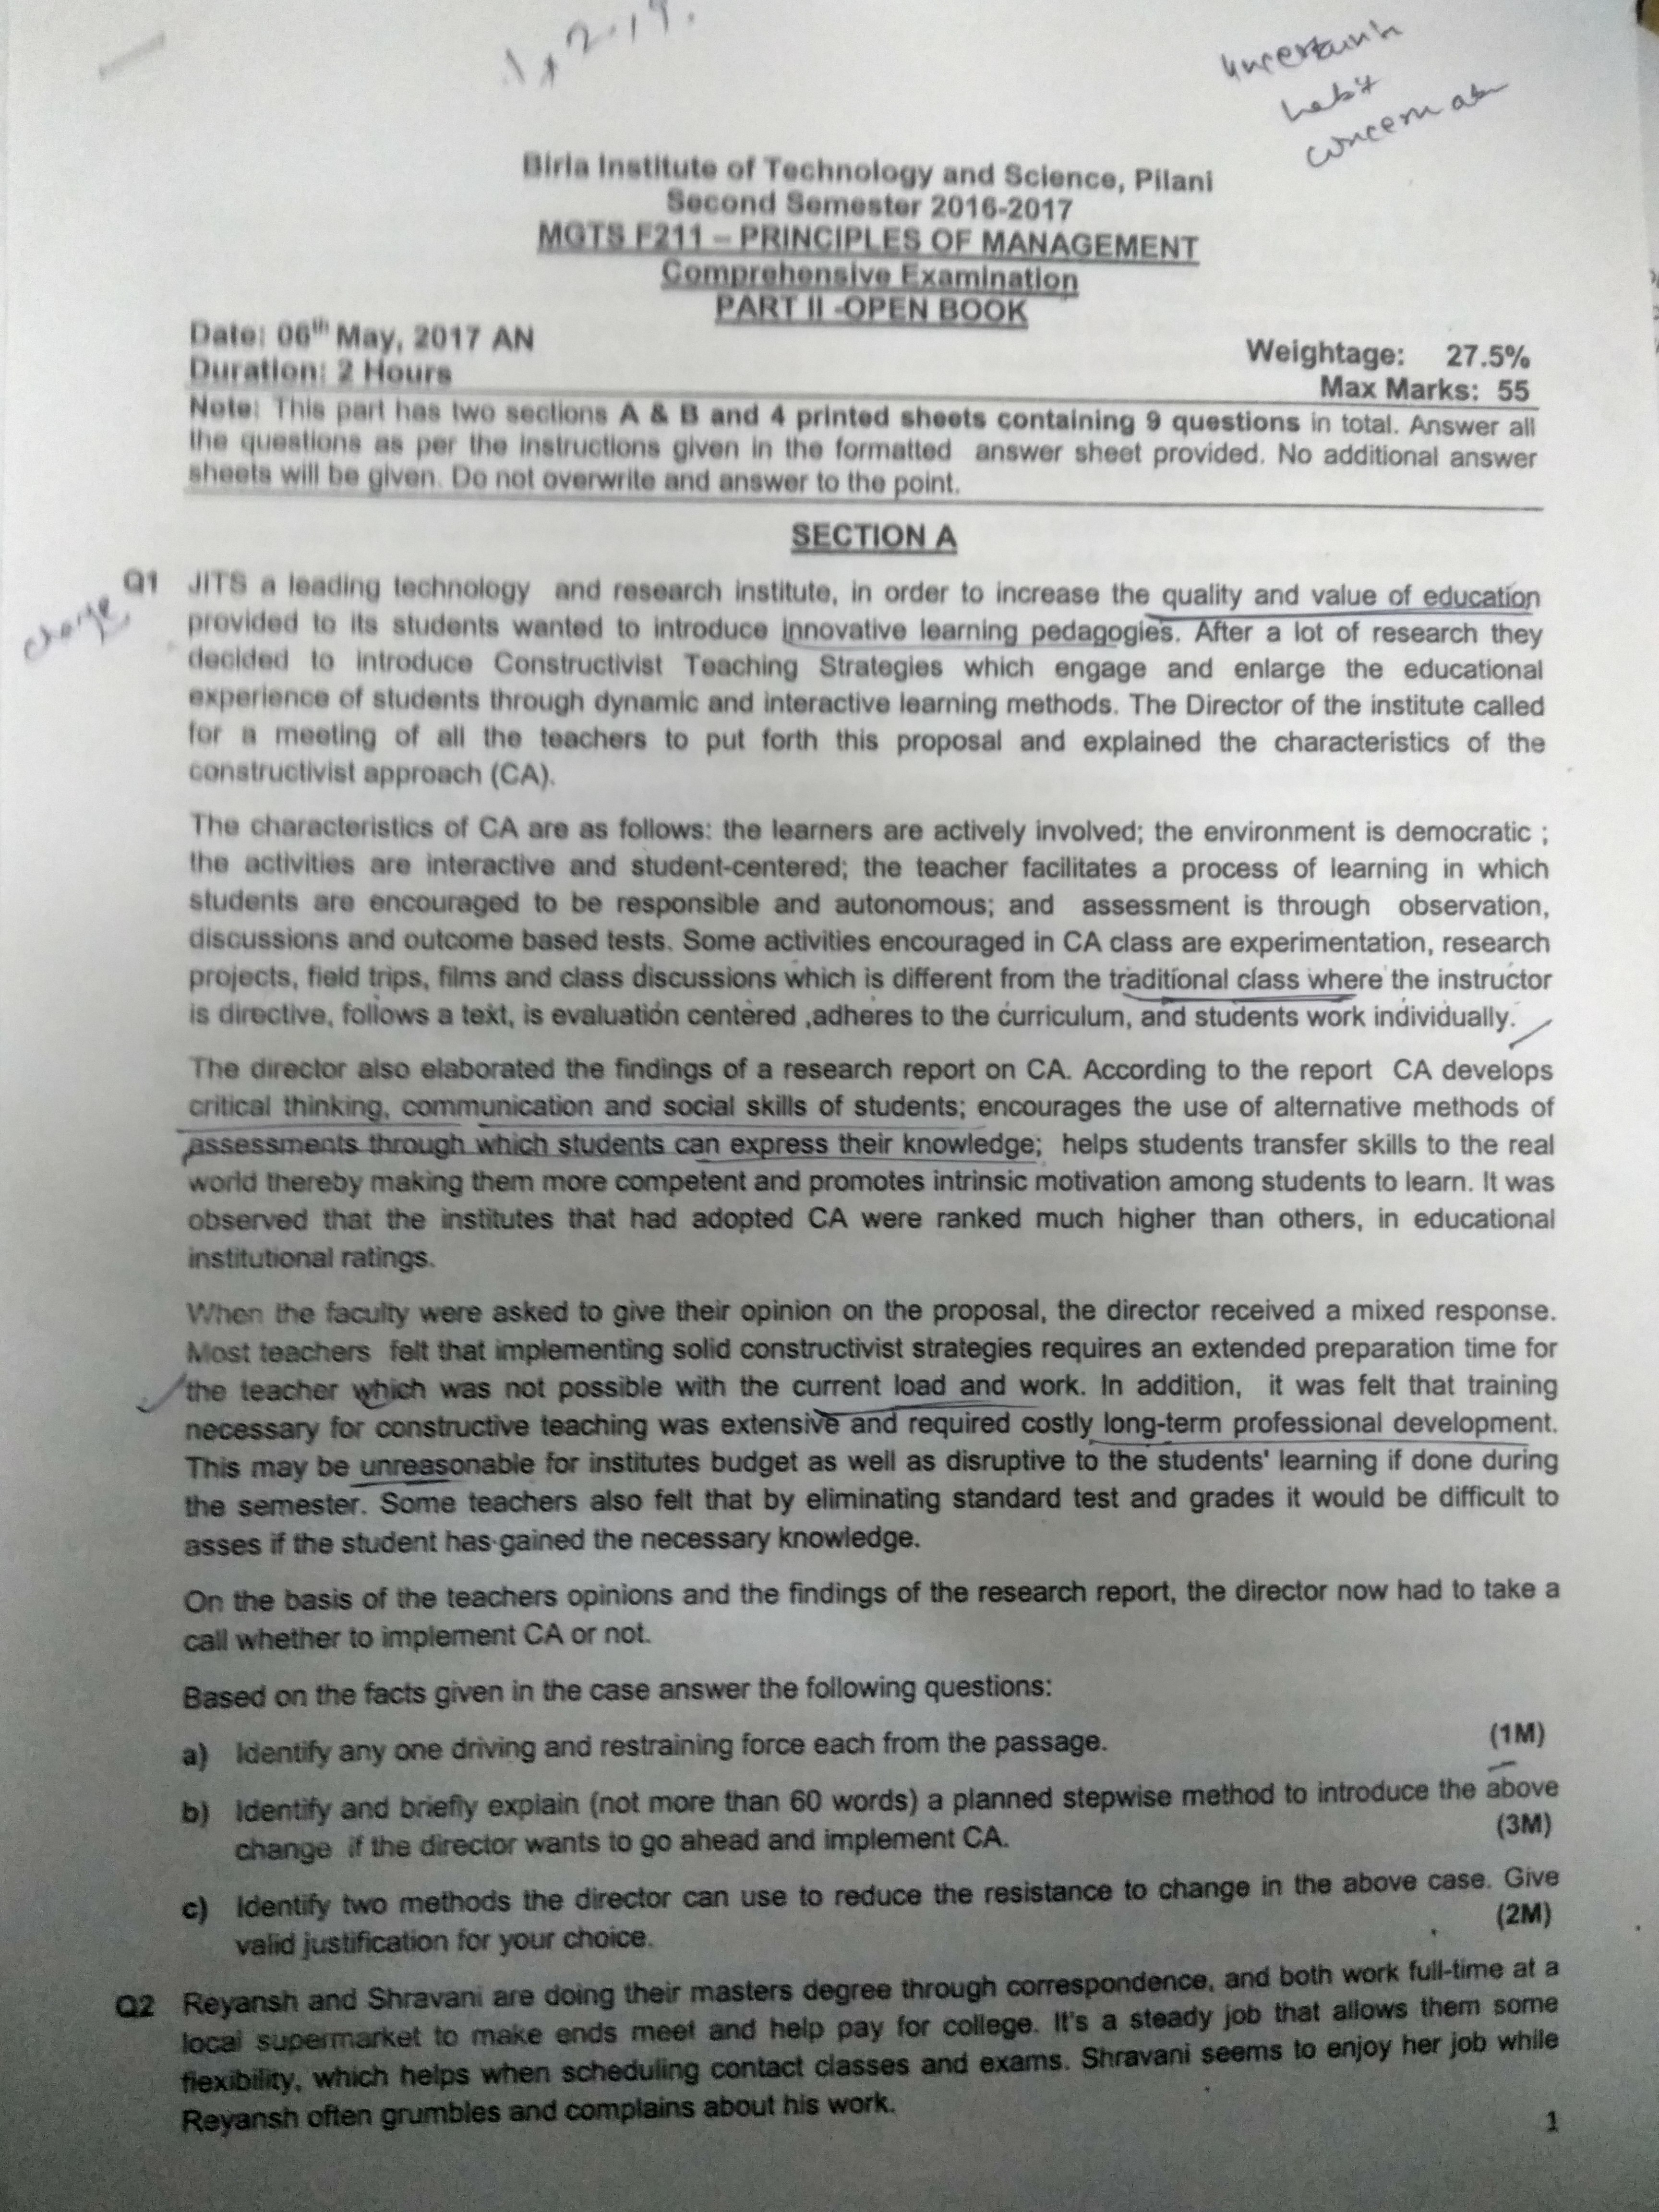 1, 2.19.
uncertain
habit
concern
Birla Institute of Technology and Science, Pilani
Second Semester 2016-2017
MGTS F211 – PRINCIPLES OF MANAGEMENT
Comprehensive Examination
PART II -OPEN BOOK
Date: 06th May, 2017 AN
Weightage: 27.5%
Duration: 2 Hours
Max Marks: 55
Note: This part has two sections A & B and 4 printed sheets containing 9 questions in total. Answer all
the questions as per the instructions given in the formatted answer sheet provided. No additional answer
sheets will be given. Do not overwrite and answer to the point.
SECTION A
change
Q1 JITS a leading technology and research institute, in order to increase the quality and value of education
provided to its students wanted to introduce innovative learning pedagogies. After a lot of research they
decided to introduce Constructivist Teaching Strategies which engage and enlarge the educational
experience of students through dynamic and interactive learning methods. The Director of the institute called
for a meeting of all the teachers to put forth this proposal and explained the characteristics of the
constructivist approach (CA).
The characteristics of CA are as follows: the learners are actively involved; the environment is democratic ;
the activities are interactive and student-centered; the teacher facilitates a process of learning in which
students are encouraged to be responsible and autonomous; and assessment is through observation,
discussions and outcome based tests. Some activities encouraged in CA class are experimentation, research
projects, field trips, films and class discussions which is different from the traditional class where the instructor
is directive, follows a text, is evaluation centered ,adheres to the curriculum, and students work individually.
The director also elaborated the findings of a research report on CA. According to the report CA develops
critical thinking, communication and social skills of students; encourages the use of alternative methods of
assessments through which students can express their knowledge; helps students transfer skills to the real
world thereby making them more competent and promotes intrinsic motivation among students to learn. It was
observed that the institutes that had adopted CA were ranked much higher than others, in educational
institutional ratings.
When the faculty were asked to give their opinion on the proposal, the director received a mixed response.
Most teachers felt that implementing solid constructivist strategies requires an extended preparation time for
the teacher which was not possible with the current load and work. In addition, it was felt that training
necessary for constructive teaching was extensive and required costly long-term professional development.
This may be unreasonable for institutes budget as well as disruptive to the students' learning if done during
the semester. Some teachers also felt that by eliminating standard test and grades it would be difficult to
asses if the student has gained the necessary knowledge.
On the basis of the teachers opinions and the findings of the research report, the director now had to take a
call whether to implement CA or not.
Based on the facts given in the case answer the following questions:
a) Identify any one driving and restraining force each from the passage. (1M)
b) Identify and briefly explain (not more than 60 words) a planned stepwise method to introduce the above
change if the director wants to go ahead and implement CA. (3M)
c) Identify two methods the director can use to reduce the resistance to change in the above case. Give
valid justification for your choice. (2M)
Q2 Reyansh and Shravani are doing their masters degree through correspondence, and both work full-time at a
local supermarket to make ends meet and help pay for college. It's a steady job that allows them some
flexibility, which helps when scheduling contact classes and exams. Shravani seems to enjoy her job while
Reyansh often grumbles and complains about his work.
1